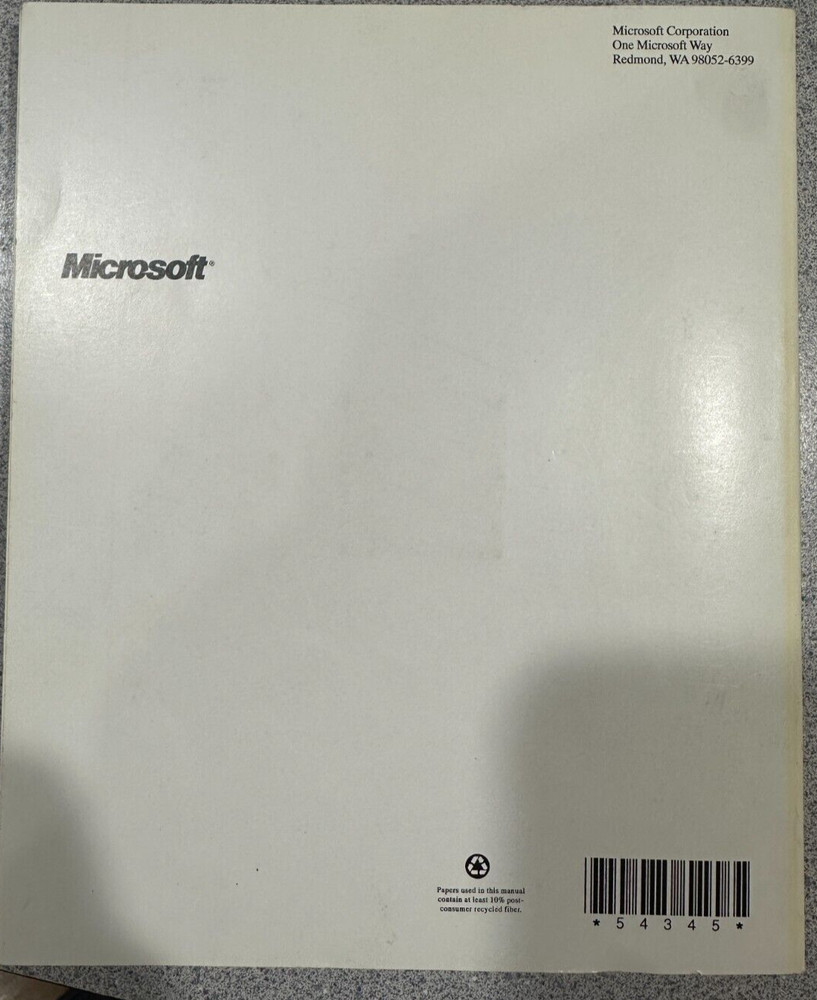 Microsoft Corporation
One Microsoft Way
Redmond, WA 98052-6399
Microsoft®
Papers used in this manual
contain at least 10% post-
consumer recycled fiber.
* 5 4 3 4 5 *